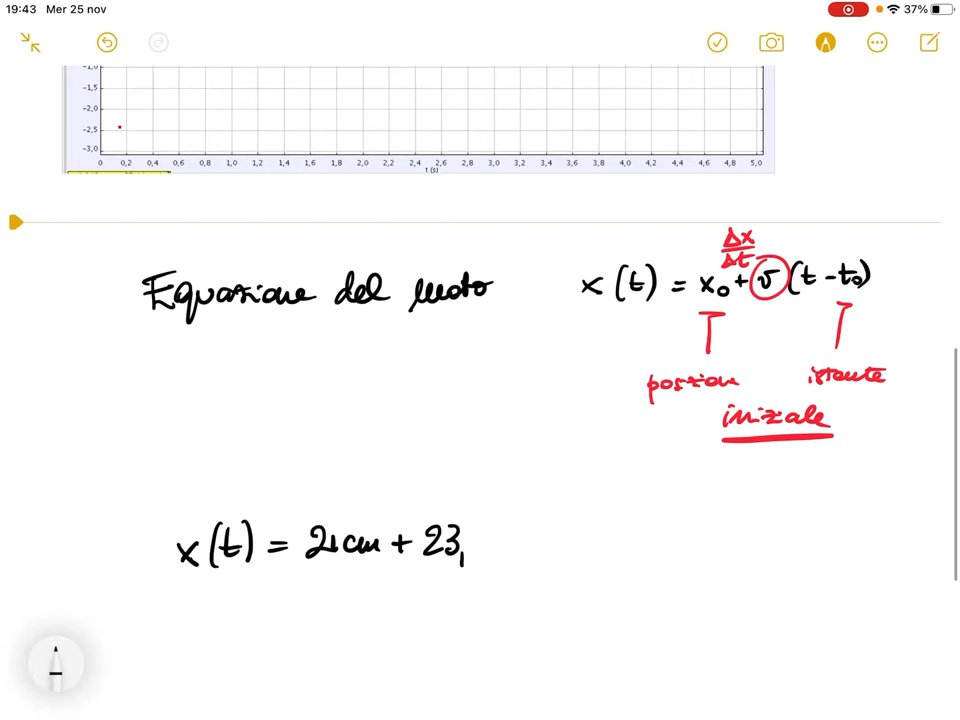 19:43 Mer 25 nov 37%
-1,0
-1,5
-2,0
-2,5
-3,0
0 0,2 0,4 0,6 0,8 1,0 1,2 1,4 1,6 1,8 2,0 2,2 2,4 2,6 2,8 3,0 3,2 3,4 3,6 3,8 4,0 4,2 4,4 4,6 4,8 5,0
t (s)
Δx
Δt
Equazione del moto x(t) = x₀ + v (t - t₀)
posizione istante
iniziale
x(t) = 21 cm + 23,